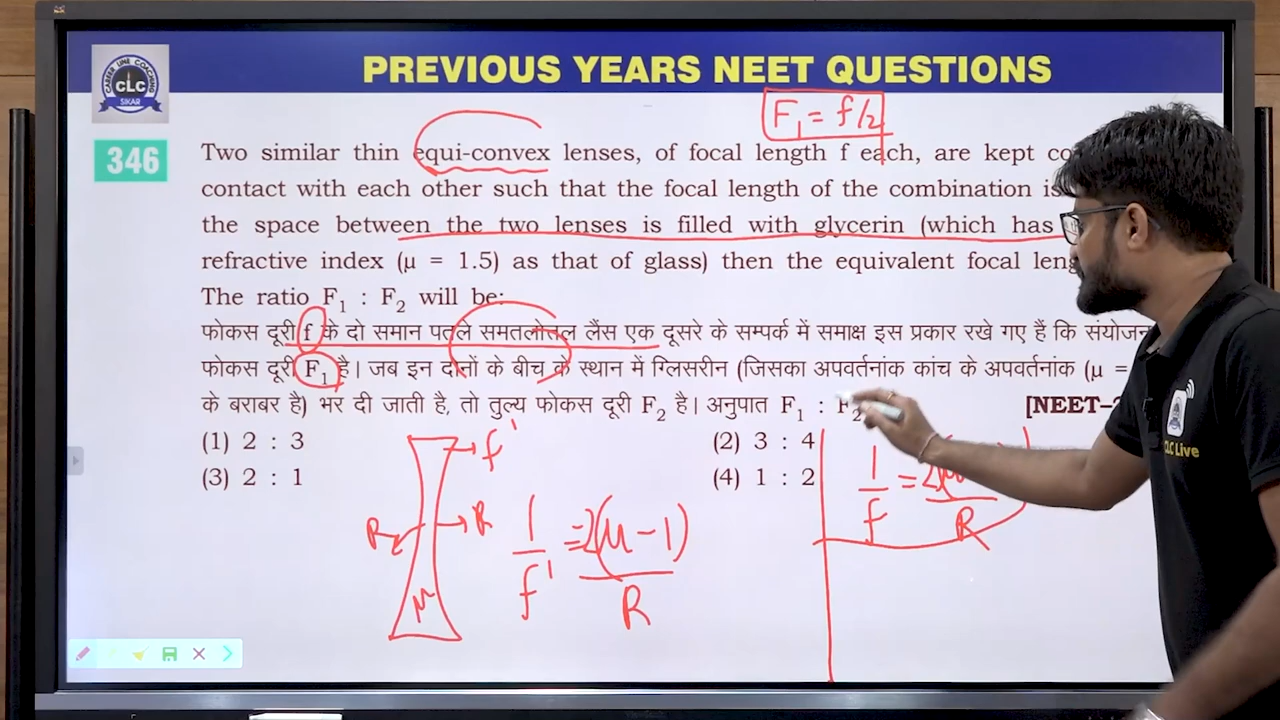 PREVIOUS YEARS NEET QUESTIONS
CAREER LINE COACHING
CLC
SIKAR
F₁ = f/2
346
Two similar thin equi-convex lenses, of focal length f each, are kept co
contact with each other such that the focal length of the combination is
the space between the two lenses is filled with glycerin (which has
refractive index (μ = 1.5) as that of glass) then the equivalent focal leng
The ratio F₁ : F₂ will be:
फोकस दूरी f के दो समान पतले समतलोत्तल लैंस एक दूसरे के सम्पर्क में समाक्ष इस प्रकार रखे गए हैं कि संयोजन
फोकस दूरी F₁ है। जब इन दोनों के बीच के स्थान में ग्लिसरीन (जिसका अपवर्तनांक कांच के अपवर्तनांक (μ =
के बराबर है) भर दी जाती है, तो तुल्य फोकस दूरी F₂ है। अनुपात F₁ : F₂
[NEET–2
(1) 2 : 3
(2) 3 : 4
(3) 2 : 1
(4) 1 : 2
f'
R
R
μ
1/f' = 2(μ-1)/R
1/f = 2(μ
R
CLC Live